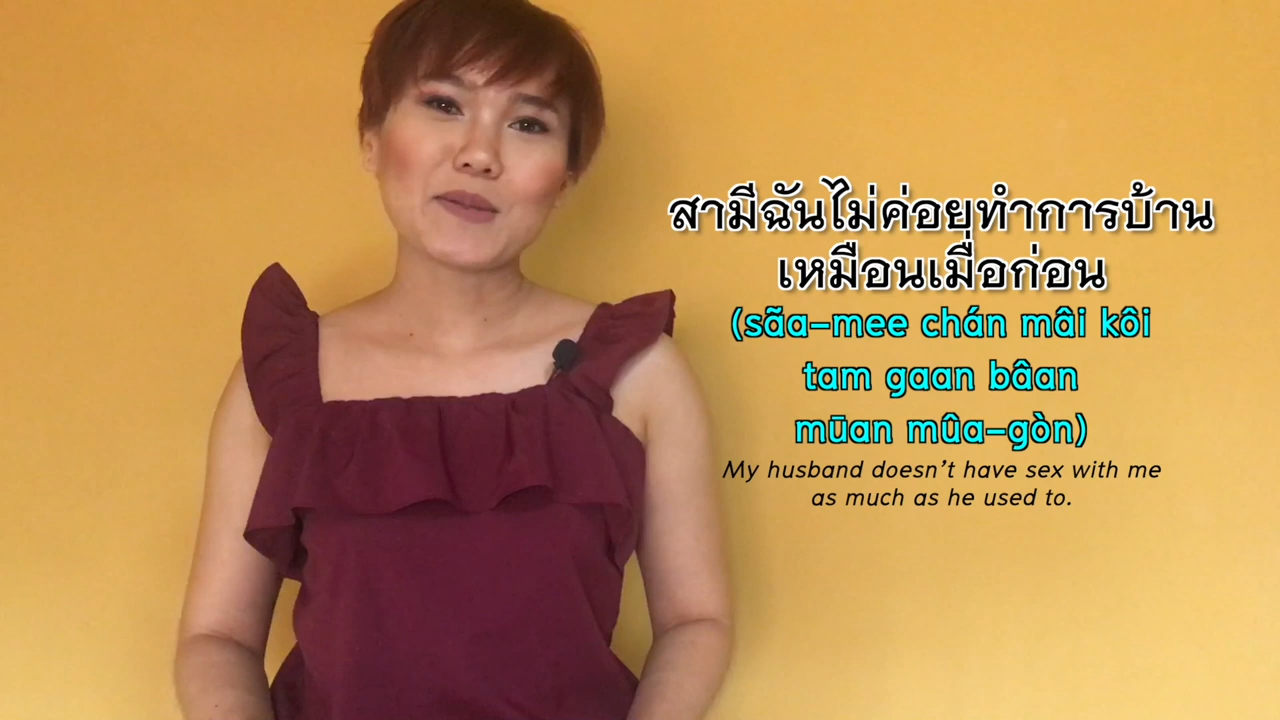 สามีฉันไม่ค่อยทำการบ้าน
เหมือนเมื่อก่อน
(sãa–mee chán mâi kôi
tam gaan bâan
mūan mûa–gòn)
My husband doesn't have sex with me
as much as he used to.